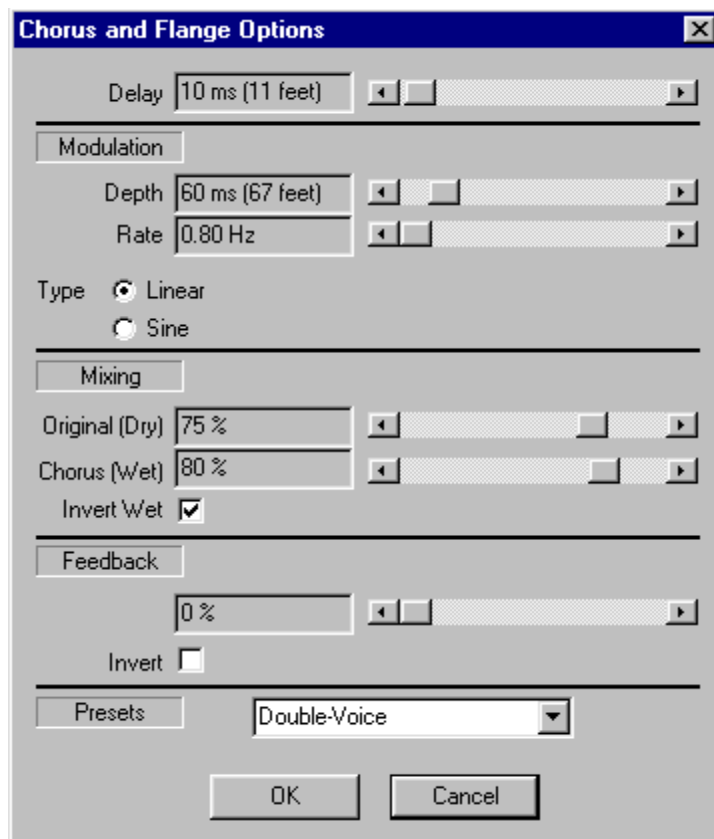 Chorus and Flange Options
Delay 10 ms (11 feet)
Modulation
Depth 60 ms (67 feet)
Rate 0.80 Hz
Type Linear
Sine
Mixing
Original (Dry) 75 %
Chorus (Wet) 80 %
Invert Wet
Feedback
0 %
Invert
Presets Double-Voice
OK Cancel